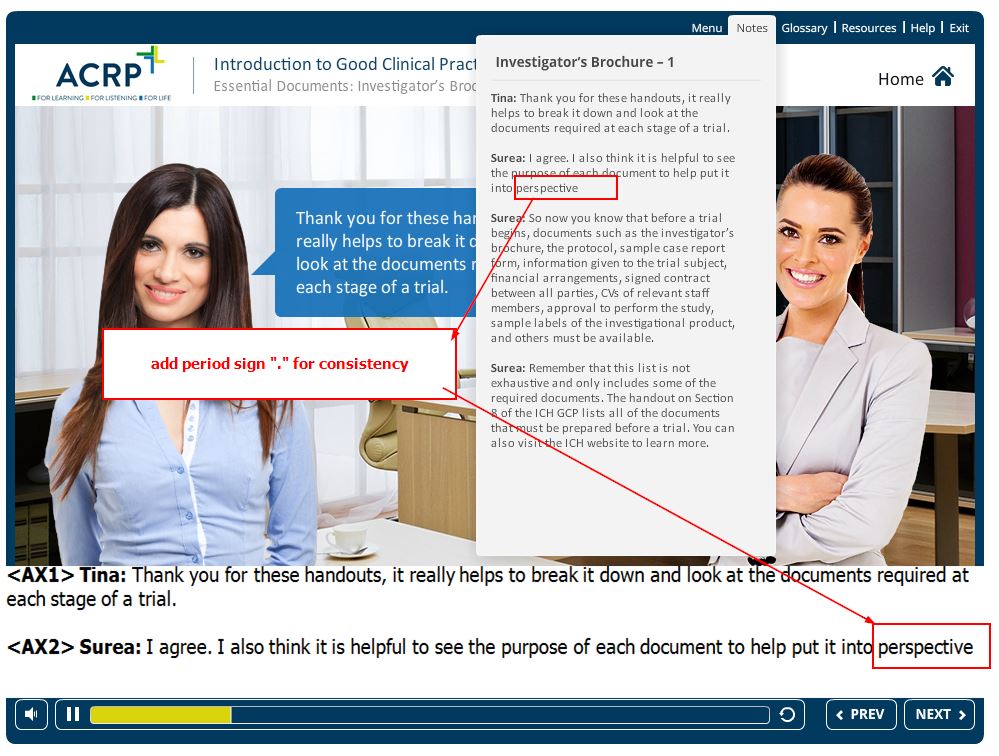 Menu Notes Glossary Resources Help Exit
ACRP
FOR LEARNING FOR LISTENING FOR LIFE
Introduction to Good Clinical Pract
Essential Documents: Investigator's Broc
Home
Thank you for these han
really helps to break it d
look at the documents r
each stage of a trial.
Investigator's Brochure – 1
Tina: Thank you for these handouts, it really
helps to break it down and look at the
documents required at each stage of a trial.
Surea: I agree. I also think it is helpful to see
the purpose of each document to help put it
into perspective
Surea: So now you know that before a trial
begins, documents such as the investigator's
brochure, the protocol, sample case report
form, information given to the trial subject,
financial arrangements, signed contract
between all parties, CVs of relevant staff
members, approval to perform the study,
sample labels of the investigational product,
and others must be available.
Surea: Remember that this list is not
exhaustive and only includes some of the
required documents. The handout on Section
8 of the ICH GCP lists all of the documents
that must be prepared before a trial. You can
also visit the ICH website to learn more.
add period sign "." for consistency
<AX1> Tina: Thank you for these handouts, it really helps to break it down and look at the documents required at
each stage of a trial.
<AX2> Surea: I agree. I also think it is helpful to see the purpose of each document to help put it into perspective
PREV NEXT